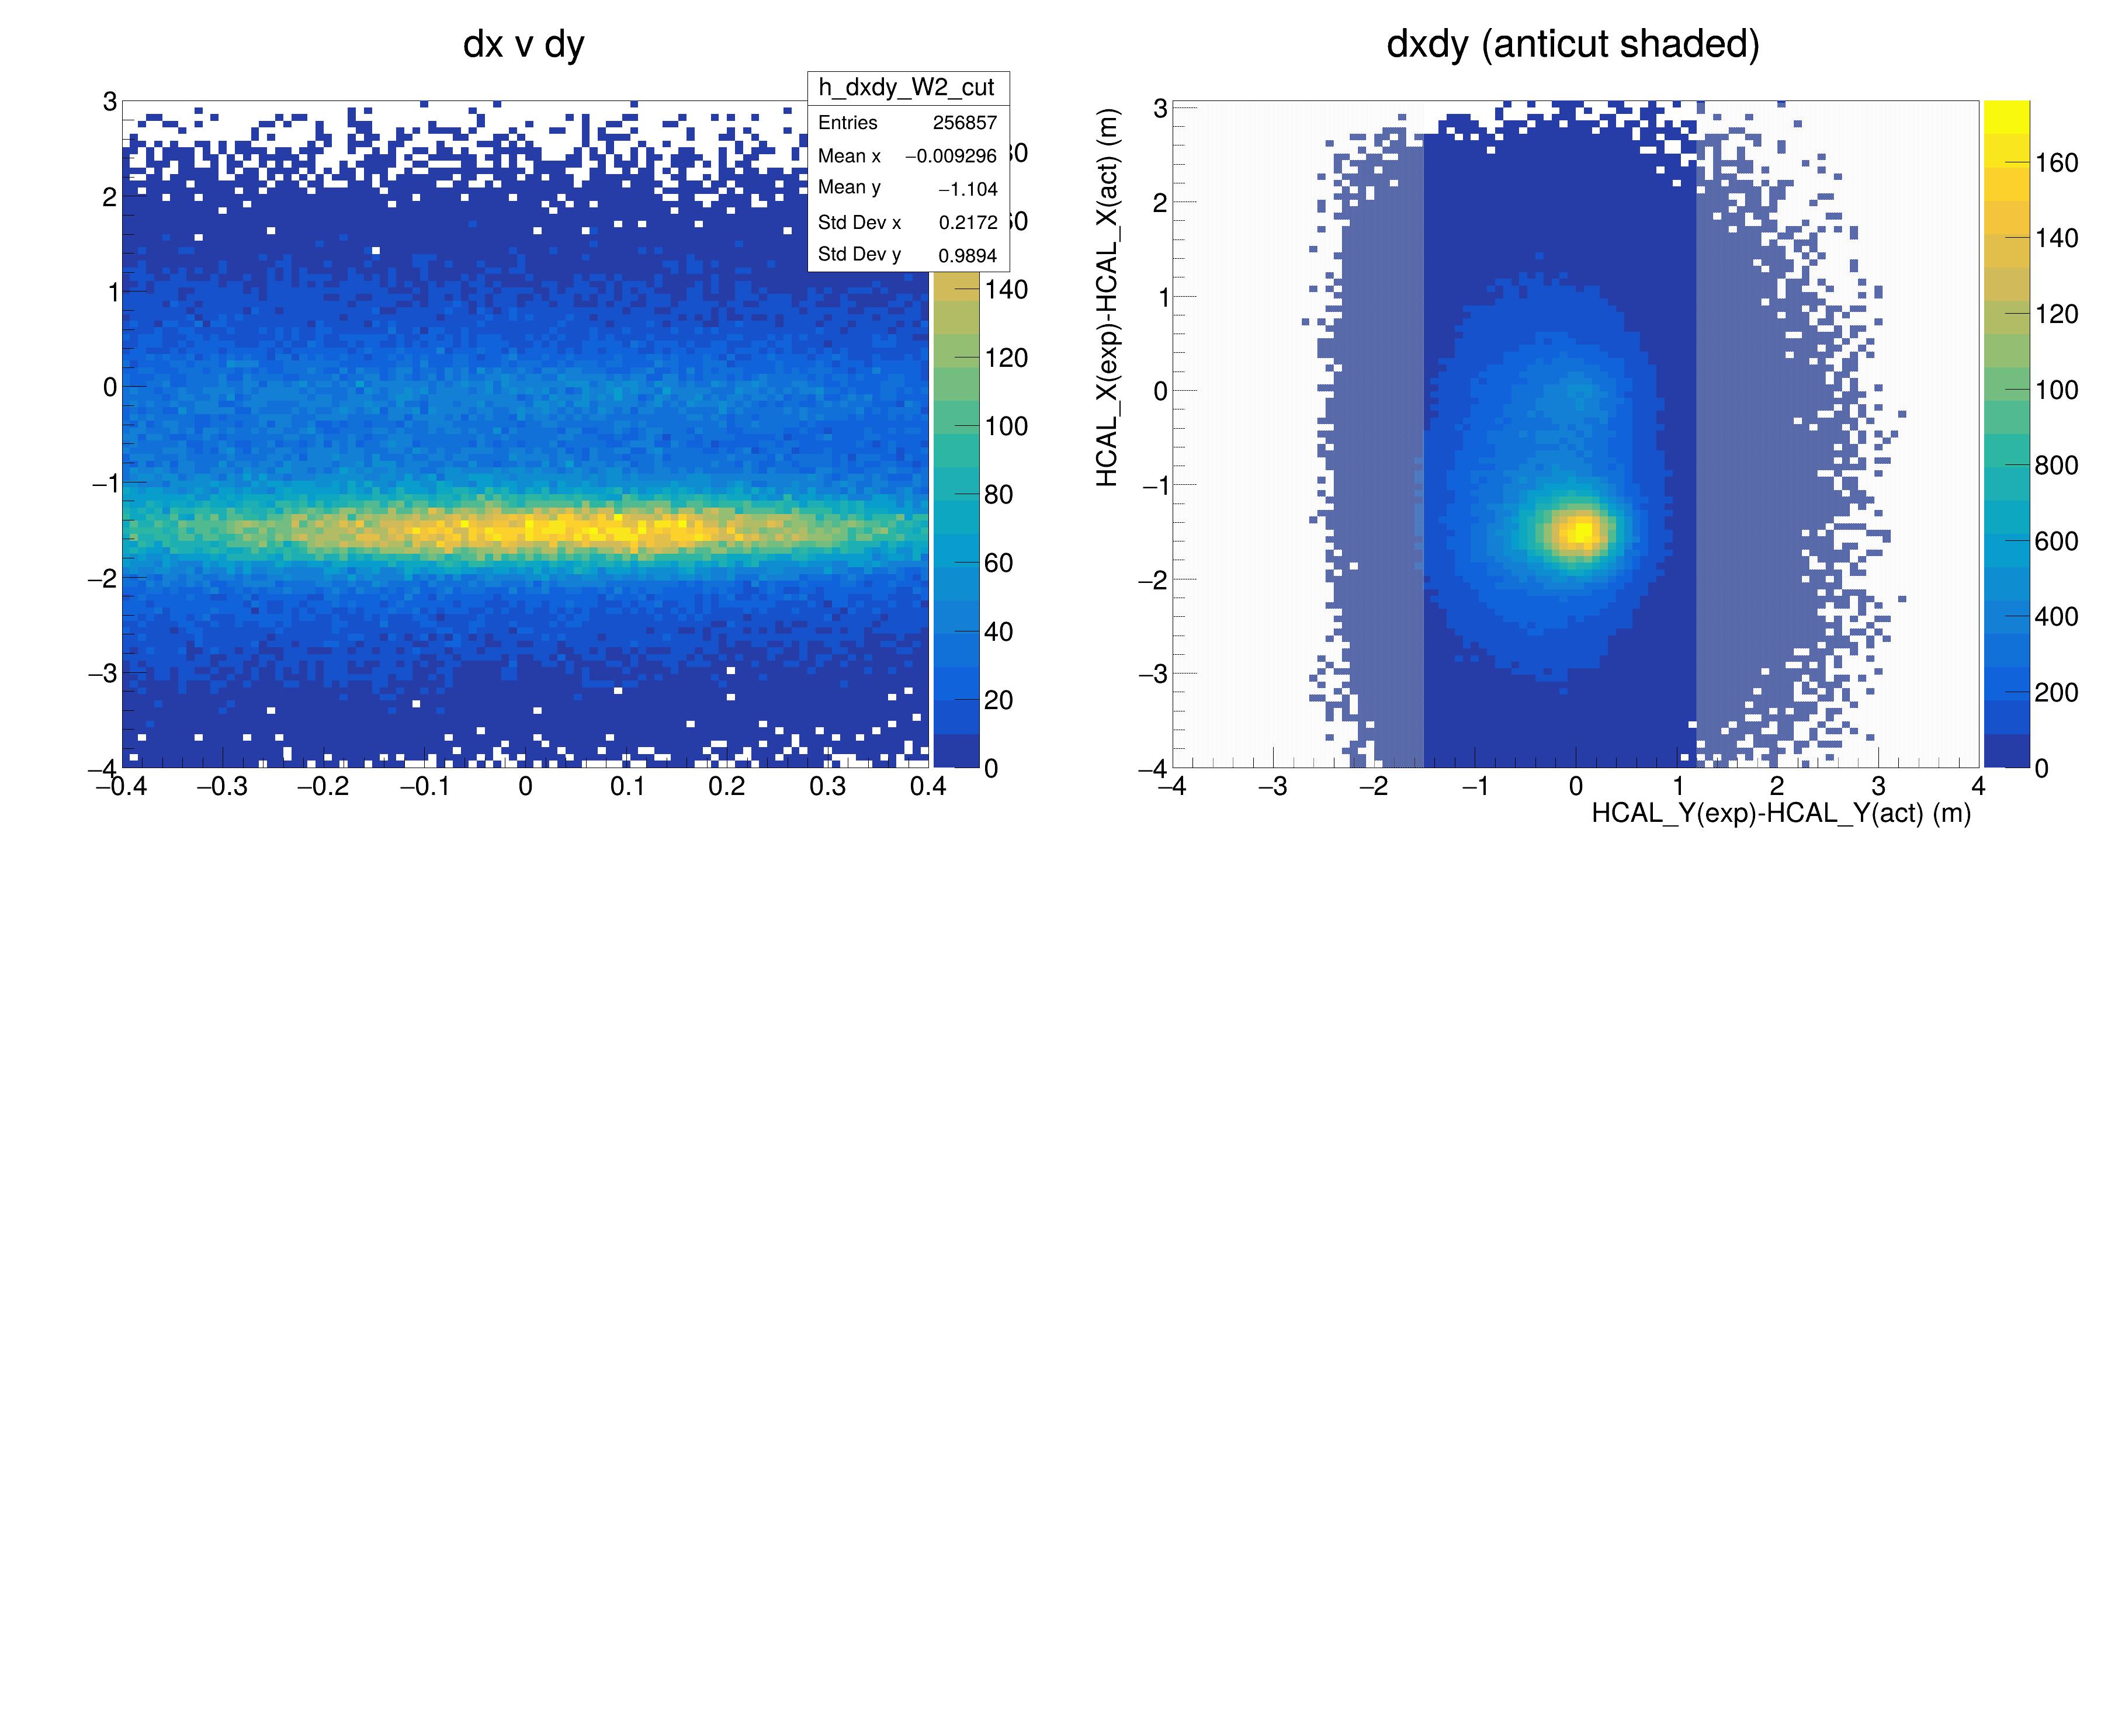 dx v dy
h_dxdy_W2_cut
Entries 256857
Mean x −0.009296
Mean y −1.104
Std Dev x 0.2172
Std Dev y 0.9894
3
2
1
0
−1
−2
−3
−4
−0.4 −0.3 −0.2 −0.1 0 0.1 0.2 0.3 0.4
140
120
100
80
60
40
20
0
dxdy (anticut shaded)
HCAL_X(exp)-HCAL_X(act) (m)
3
2
1
0
−1
−2
−3
−4
−4 −3 −2 −1 0 1 2 3 4
HCAL_Y(exp)-HCAL_Y(act) (m)
160
140
120
100
800
600
400
200
0